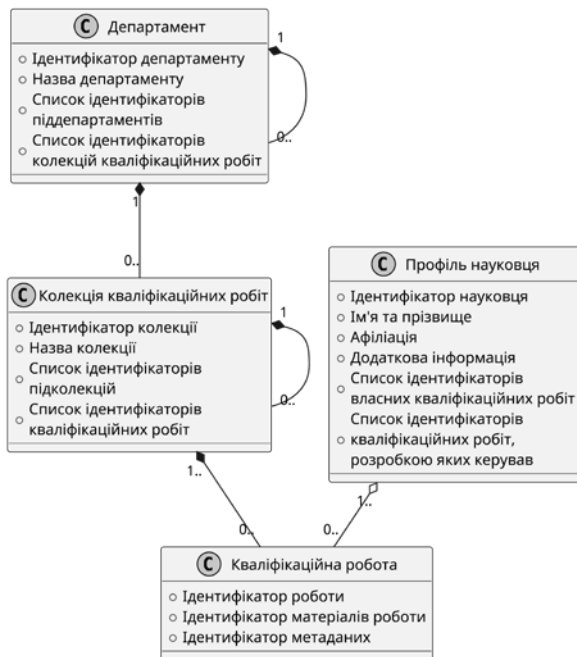 C Департамент
Ідентифікатор департаменту
Назва департаменту
Список ідентифікаторів
піддепартаментів
Список ідентифікаторів
колекцій кваліфікаційних робіт
1
0..
1
0..
C Колекція кваліфікаційних робіт
Ідентифікатор колекції
Назва колекції
Список ідентифікаторів
підколекцій
Список ідентифікаторів
кваліфікаційних робіт
1
0..
1..
0..
C Профіль науковця
Ідентифікатор науковця
Ім'я та прізвище
Афіліація
Додаткова інформація
Список ідентифікаторів
власних кваліфікаційних робіт
Список ідентифікаторів
кваліфікаційних робіт,
розробкою яких керував
1..
0..
C Кваліфікаційна робота
Ідентифікатор роботи
Ідентифікатор матеріалів роботи
Ідентифікатор метаданих